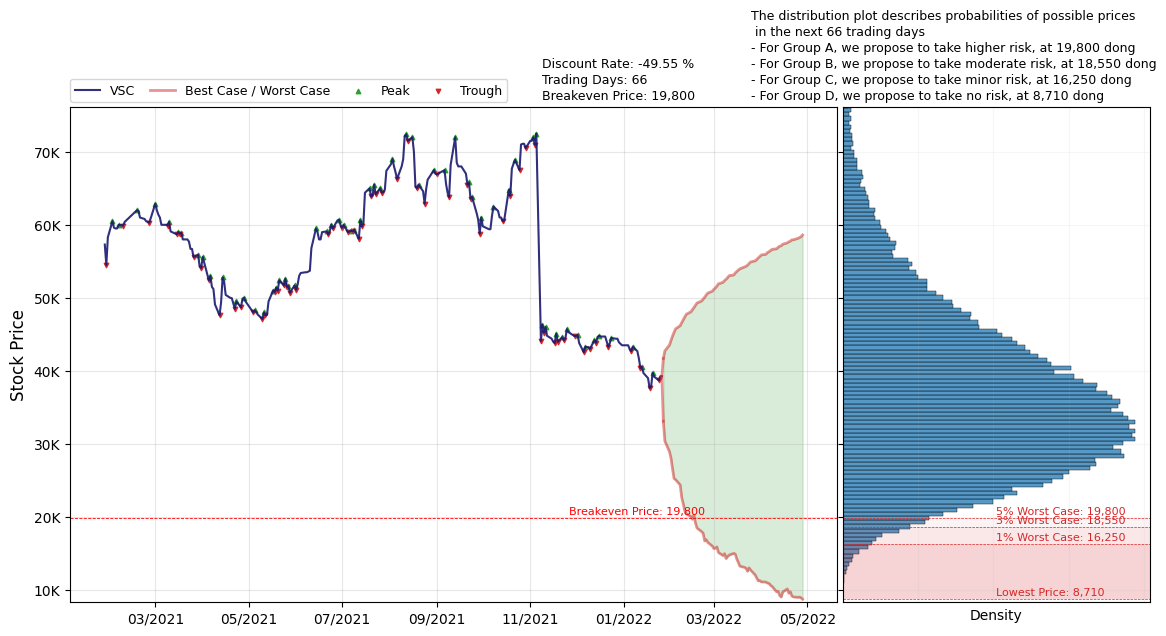 The distribution plot describes probabilities of possible prices
in the next 66 trading days
- For Group A, we propose to take higher risk, at 19,800 dong
- For Group B, we propose to take moderate risk, at 18,550 dong
- For Group C, we propose to take minor risk, at 16,250 dong
- For Group D, we propose to take no risk, at 8,710 dong
Discount Rate: -49.55 %
Trading Days: 66
Breakeven Price: 19,800
VSC
Best Case / Worst Case
Peak
Trough
Stock Price
70K
60K
50K
40K
30K
20K
10K
Breakeven Price: 19,800
5% Worst Case: 19,800
3% Worst Case: 18,550
1% Worst Case: 16,250
Lowest Price: 8,710
03/2021
05/2021
07/2021
09/2021
11/2021
01/2022
03/2022
05/2022
Density